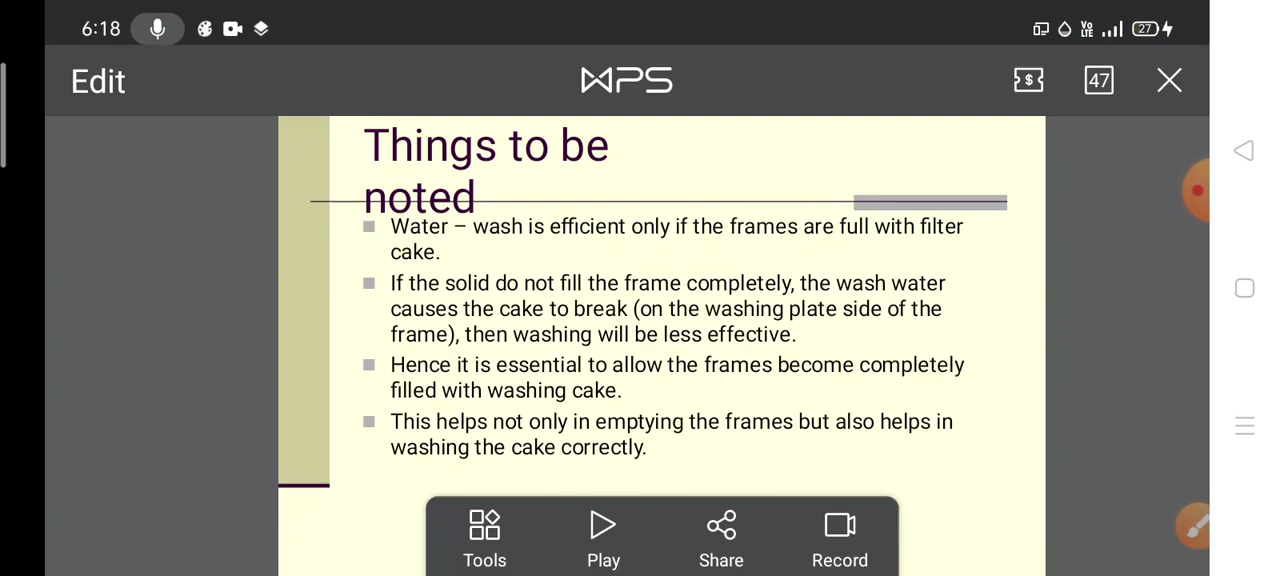 6:18
VO LTE
27
Edit
WPS
$
47
Things to be
noted
Water – wash is efficient only if the frames are full with filter
cake.
If the solid do not fill the frame completely, the wash water
causes the cake to break (on the washing plate side of the
frame), then washing will be less effective.
Hence it is essential to allow the frames become completely
filled with washing cake.
This helps not only in emptying the frames but also helps in
washing the cake correctly.
Tools
Play
Share
Record